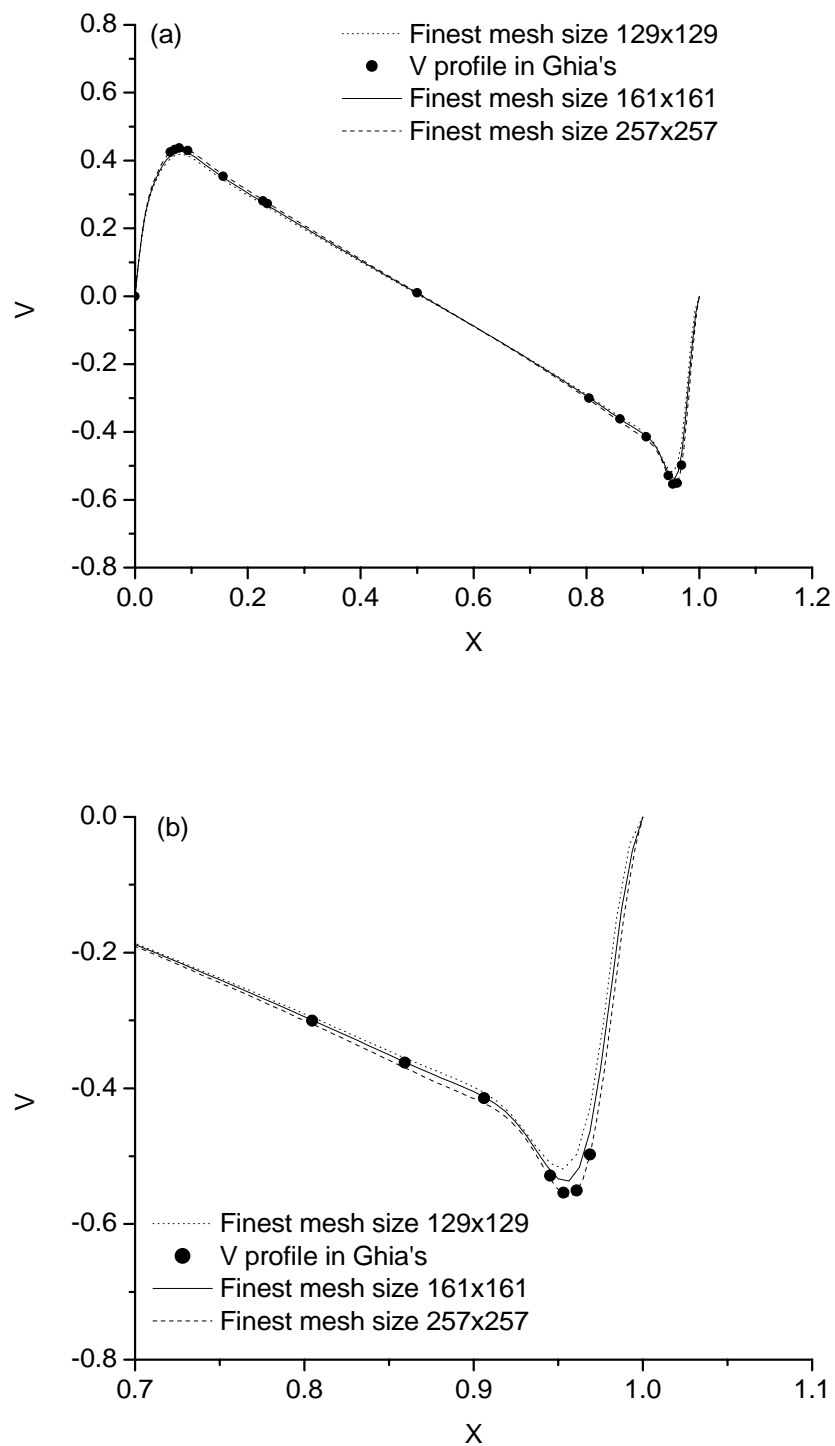 (a)
Finest mesh size 129x129
V profile in Ghia's
Finest mesh size 161x161
Finest mesh size 257x257
0.8
0.6
0.4
0.2
0.0
-0.2
-0.4
-0.6
-0.8
V
0.0 0.2 0.4 0.6 0.8 1.0 1.2
X
(b)
0.0
-0.2
-0.4
-0.6
-0.8
V
Finest mesh size 129x129
V profile in Ghia's
Finest mesh size 161x161
Finest mesh size 257x257
0.7 0.8 0.9 1.0 1.1
X